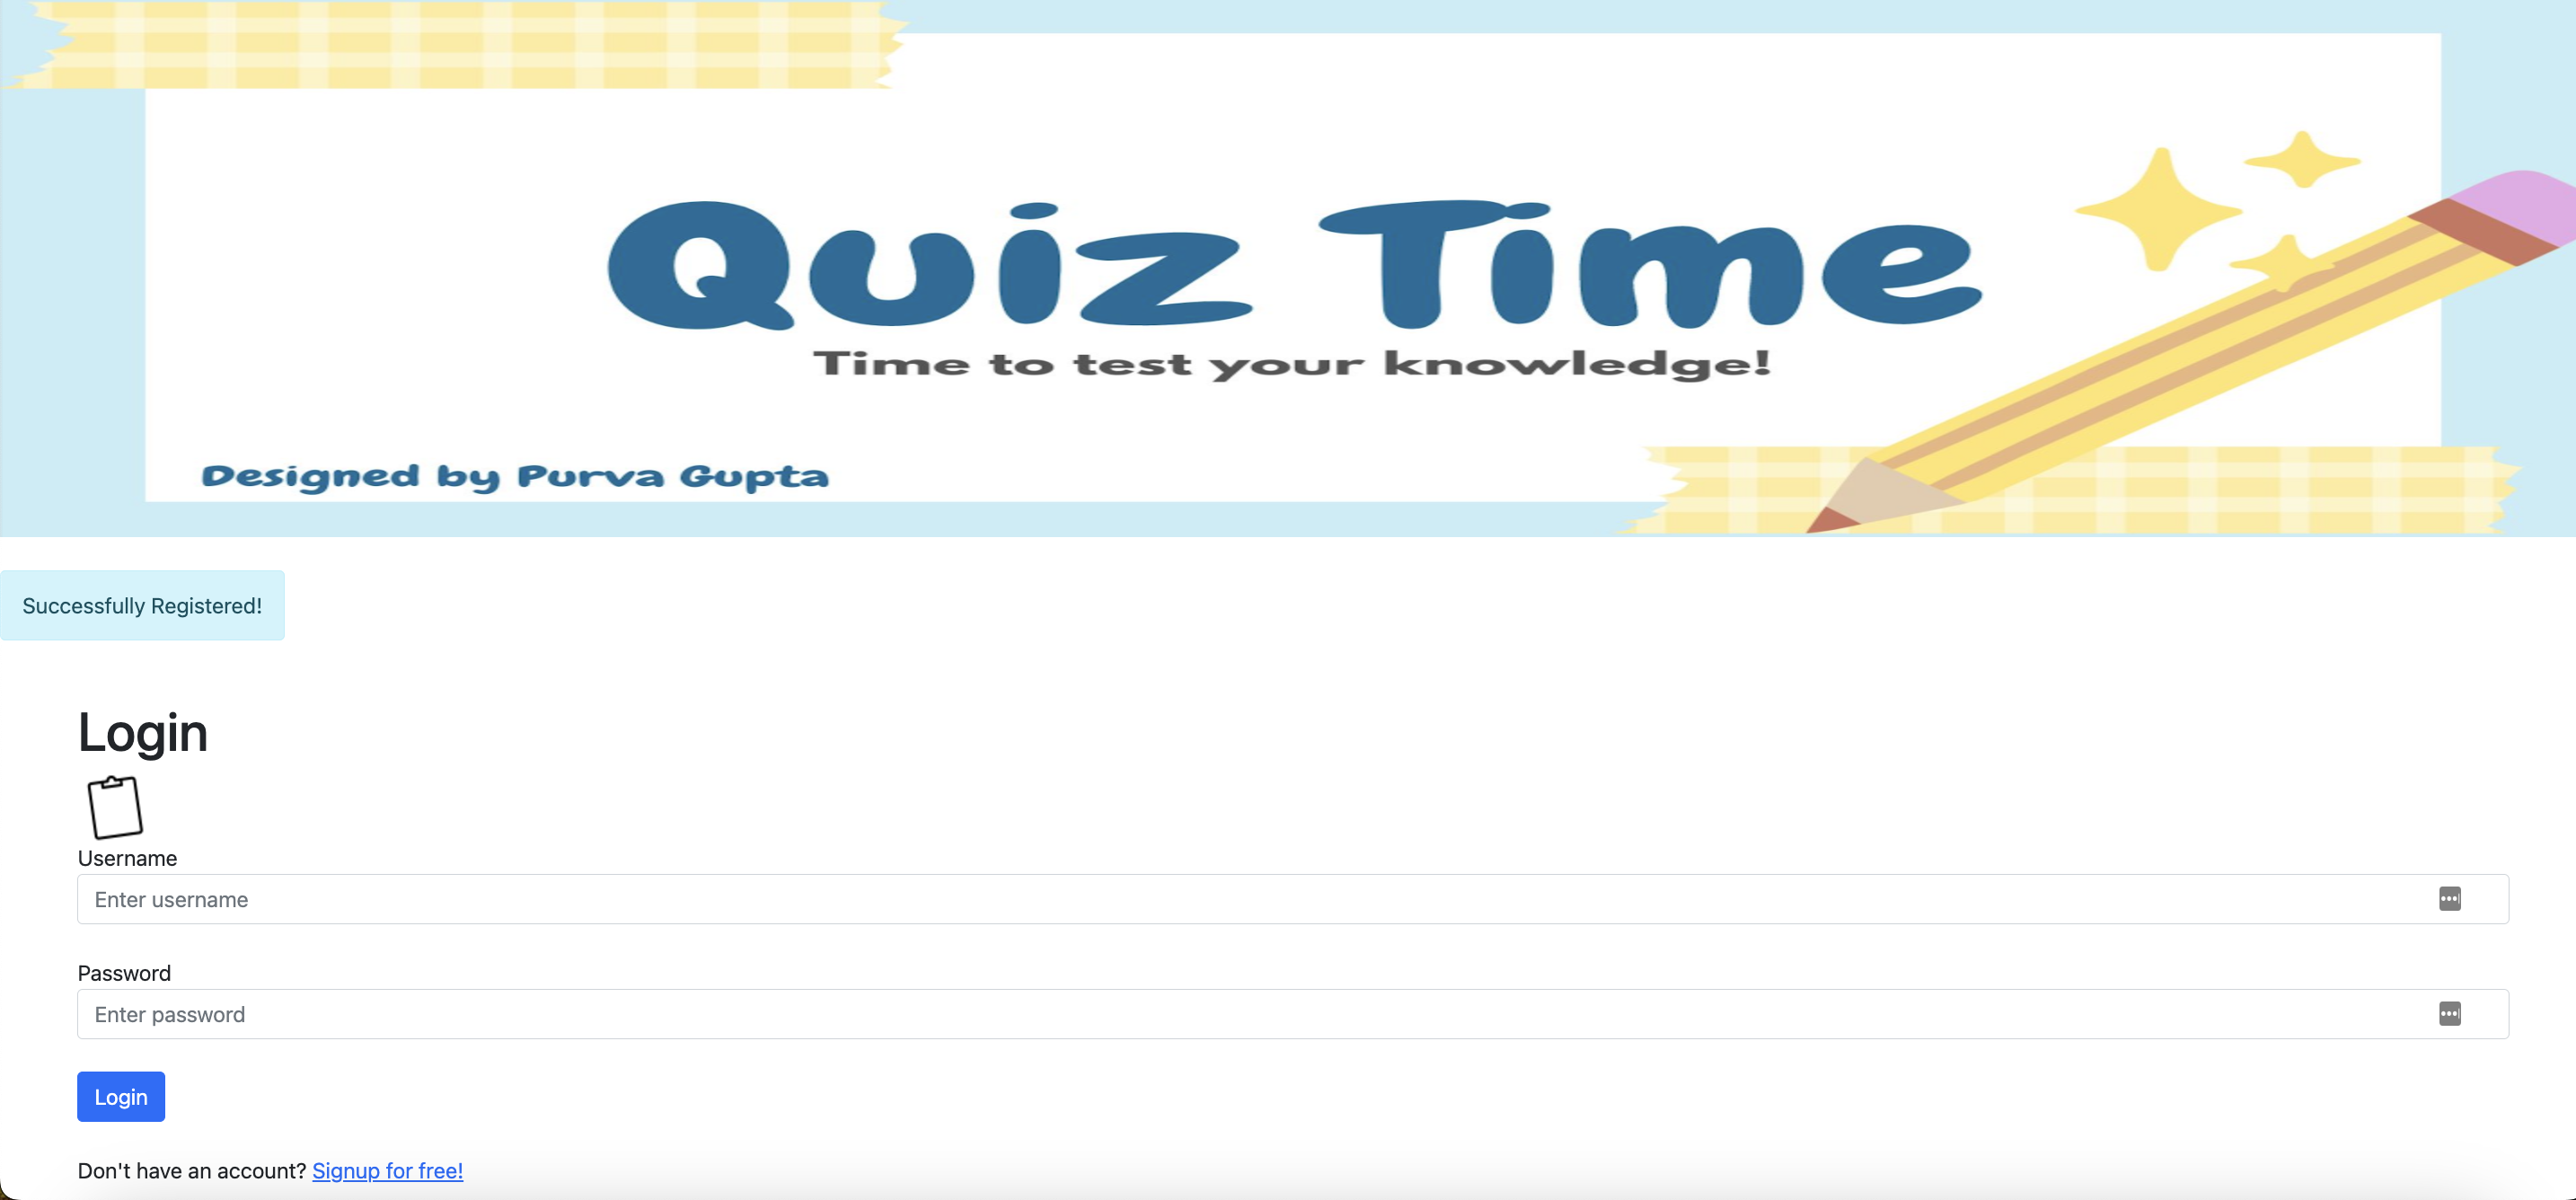 Quiz Time
Time to test your knowledge!
Designed by Purva Gupta
Successfully Registered!
Login
Username
Enter username
Password
Enter password
Login
Don't have an account? Signup for free!